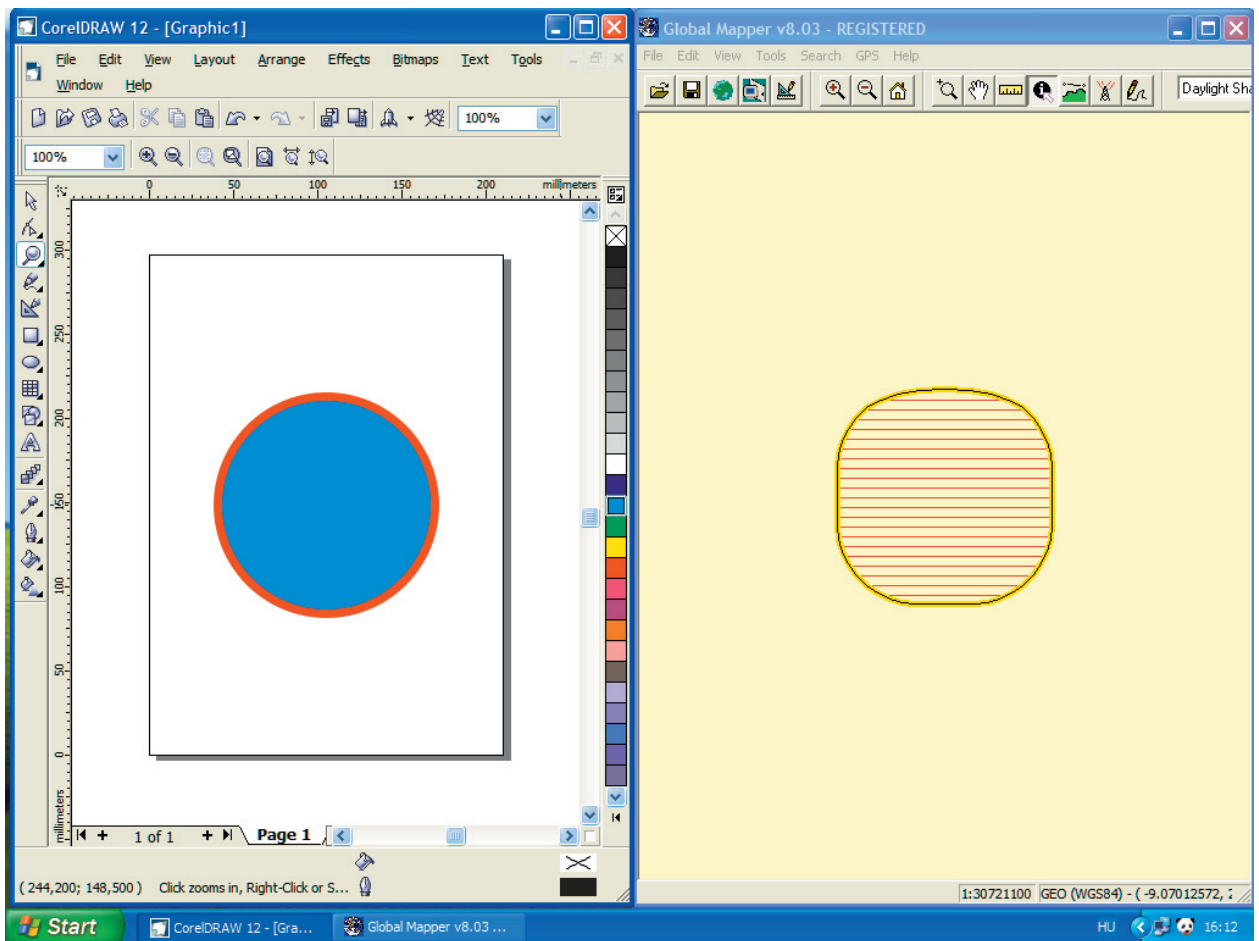 CorelDRAW 12 - [Graphic1]
File Edit View Layout Arrange Effects Bitmaps Text Tools
Window Help
100%
100%
0 50 100 150 200 millimeters
300
250
200
150
100
50
0
millimeters
1 of 1 Page 1
( 244,200; 148,500 ) Click zooms in, Right-Click or S...
Global Mapper v8.03 - REGISTERED
File Edit View Tools Search GPS Help
Daylight Sha
1:30721100 GEO (WGS84) - ( -9.07012572, 2
Start CorelDRAW 12 - [Gra... Global Mapper v8.03 ... HU 16:12